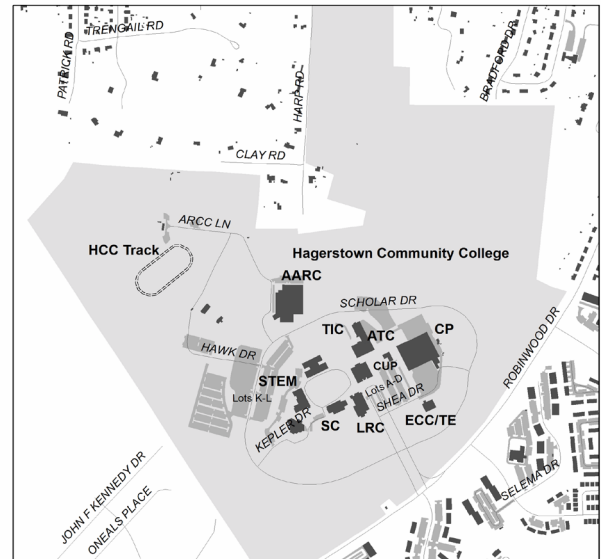 TRENGAIL RD
PATRICK RD
HARP RD
BRADFORD DR
CLAY RD
ARCC LN
HCC Track
Hagerstown Community College
AARC
SCHOLAR DR
TIC
ATC
CP
ROBINWOOD DR
HAWK DR
CUP
STEM
Lots A-D
Lots K-L
SHEA DR
KEPLER DR
SC
LRC
ECC/TE
JOHN F KENNEDY DR
ONEALS PLACE
SELEMA DR